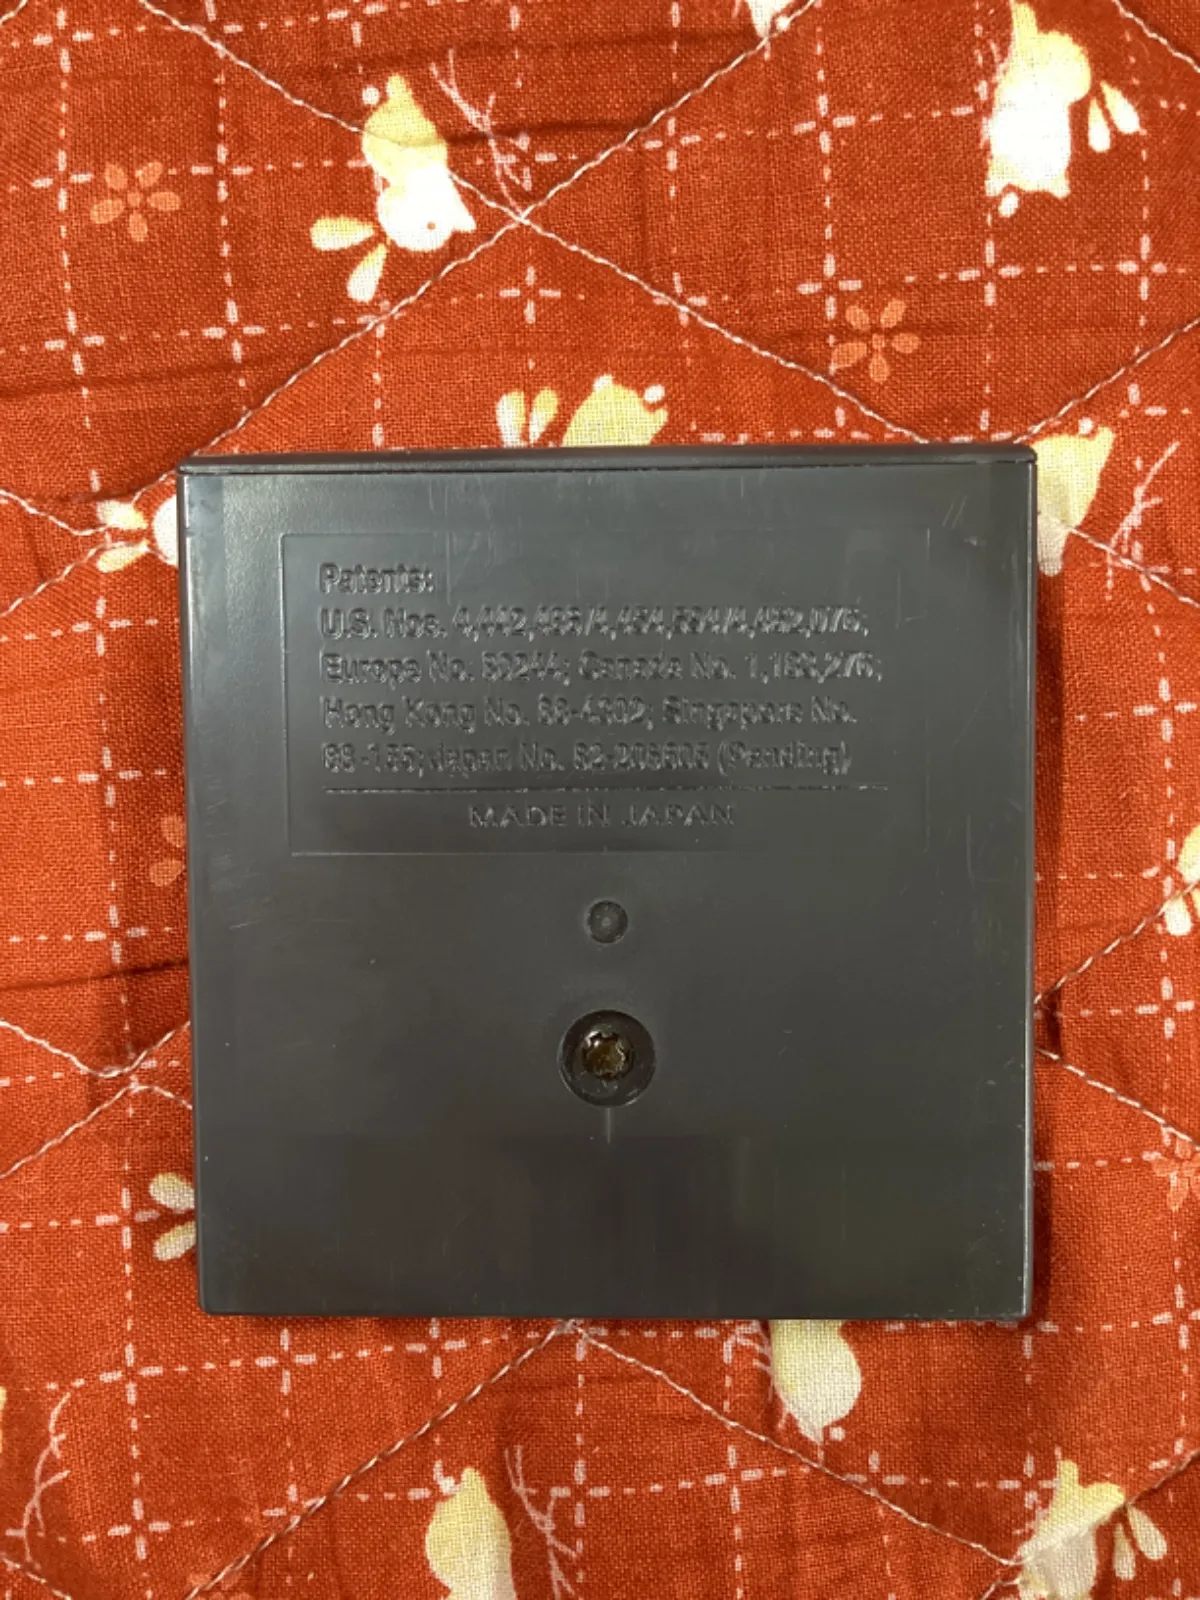 Patents:
U.S. Nos. 4,442,486/4,454,594/4,462,076;
Europe No. 80244; Canada No. 1,183,276;
Hong Kong No. 88-4302; Singapore No.
88-155; Japan No. 82-205605 (Pending)
MADE IN JAPAN